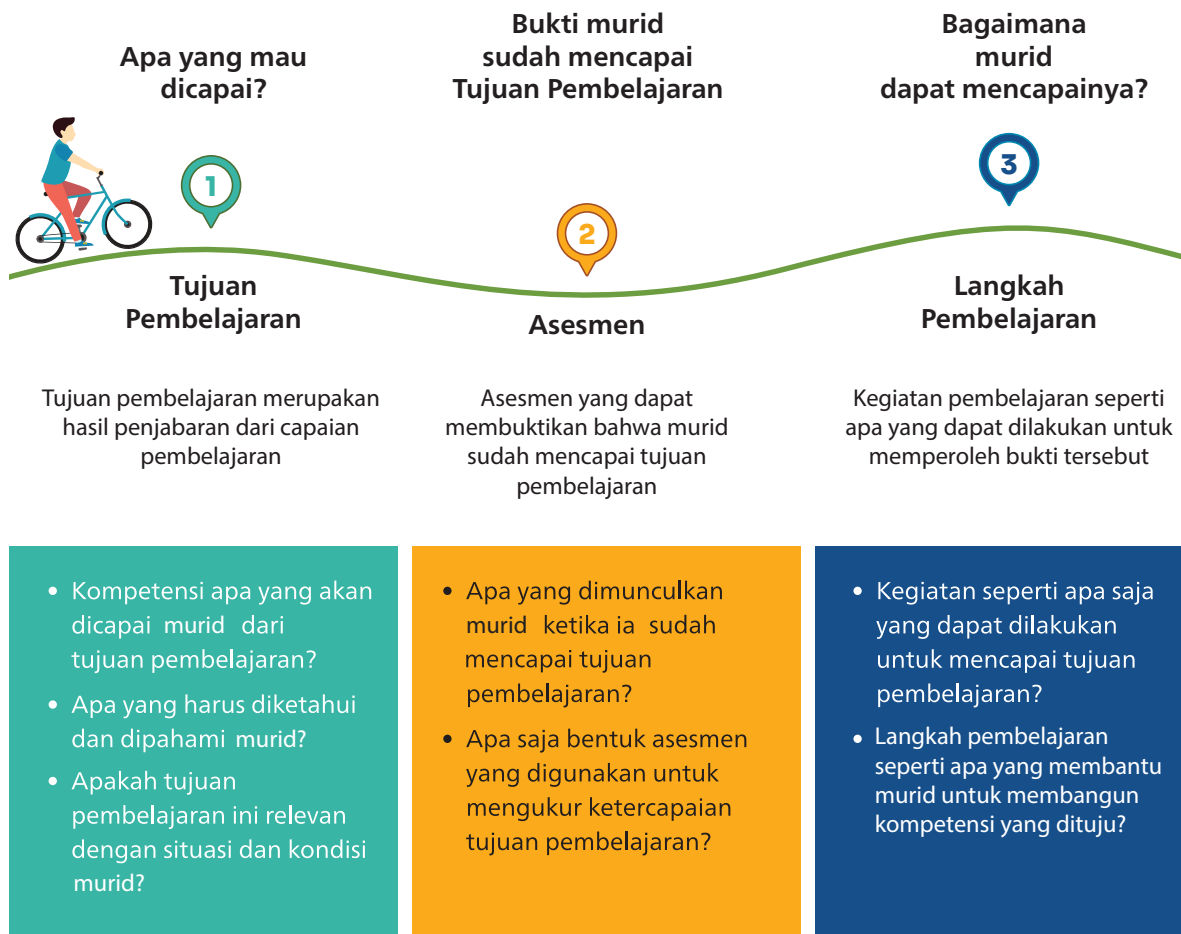 Apa yang mau
dicapai?
1
Tujuan
Pembelajaran
Tujuan pembelajaran merupakan
hasil penjabaran dari capaian
pembelajaran
• Kompetensi apa yang akan
dicapai murid dari
tujuan pembelajaran?
• Apa yang harus diketahui
dan dipahami murid?
• Apakah tujuan
pembelajaran ini relevan
dengan situasi dan kondisi
murid?
Bukti murid
sudah mencapai
Tujuan Pembelajaran
2
Asesmen
Asesmen yang dapat
membuktikan bahwa murid
sudah mencapai tujuan
pembelajaran
• Apa yang dimunculkan
murid ketika ia sudah
mencapai tujuan
pembelajaran?
• Apa saja bentuk asesmen
yang digunakan untuk
mengukur ketercapaian
tujuan pembelajaran?
Bagaimana
murid
dapat mencapainya?
3
Langkah
Pembelajaran
Kegiatan pembelajaran seperti
apa yang dapat dilakukan untuk
memperoleh bukti tersebut
• Kegiatan seperti apa saja
yang dapat dilakukan
untuk mencapai tujuan
pembelajaran?
• Langkah pembelajaran
seperti apa yang membantu
murid untuk membangun
kompetensi yang dituju?